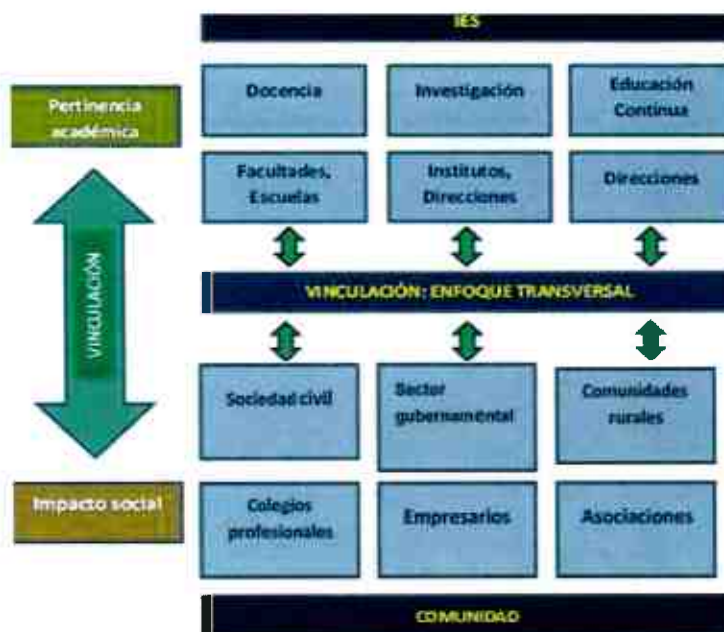 IES
Pertinencia
académica
Docencia
Investigación
Educación
Continua
Facultades,
Escuelas
Institutos,
Direcciones
Direcciones
VINCULACIÓN
VINCULACIÓN: ENFOQUE TRANSVERSAL
Sociedad civil
Sector
gubernamental
Comunidades
rurales
Impacto social
Colegios
profesionales
Empresarios
Asociaciones
COMUNIDAD